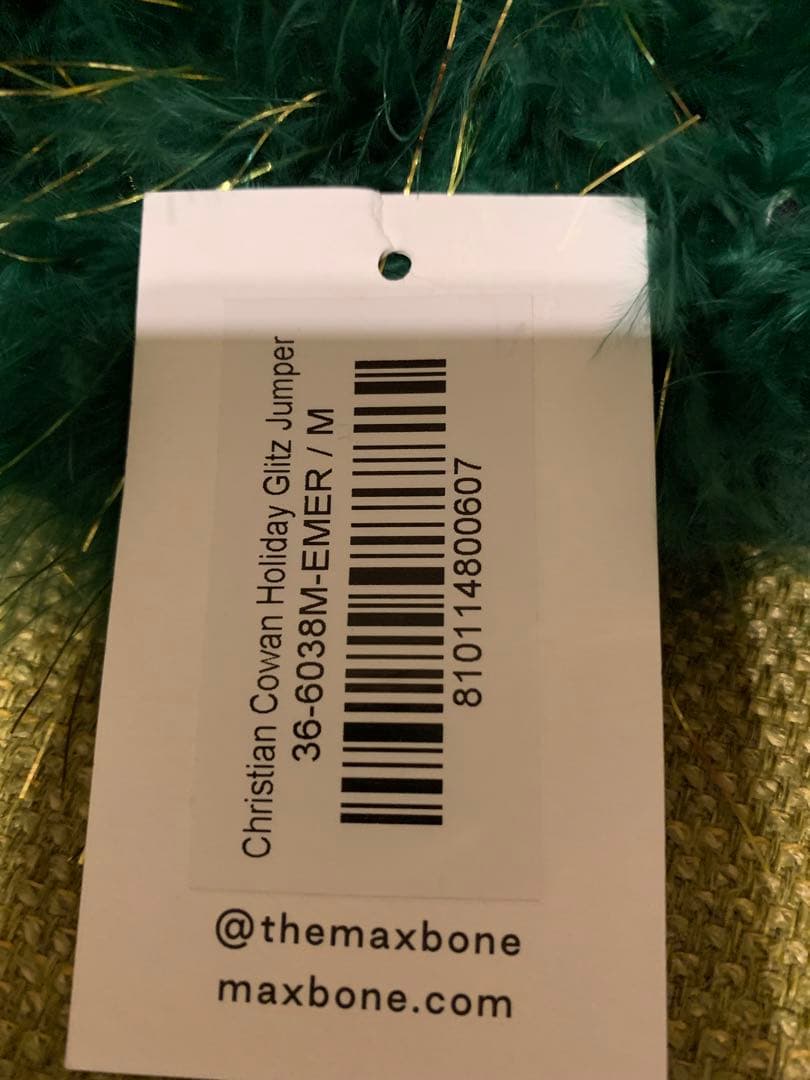 Christian Cowan Holiday Glitz Jumper
36-6038M-EMER / M
810114800607
@themaxbone
maxbone.com